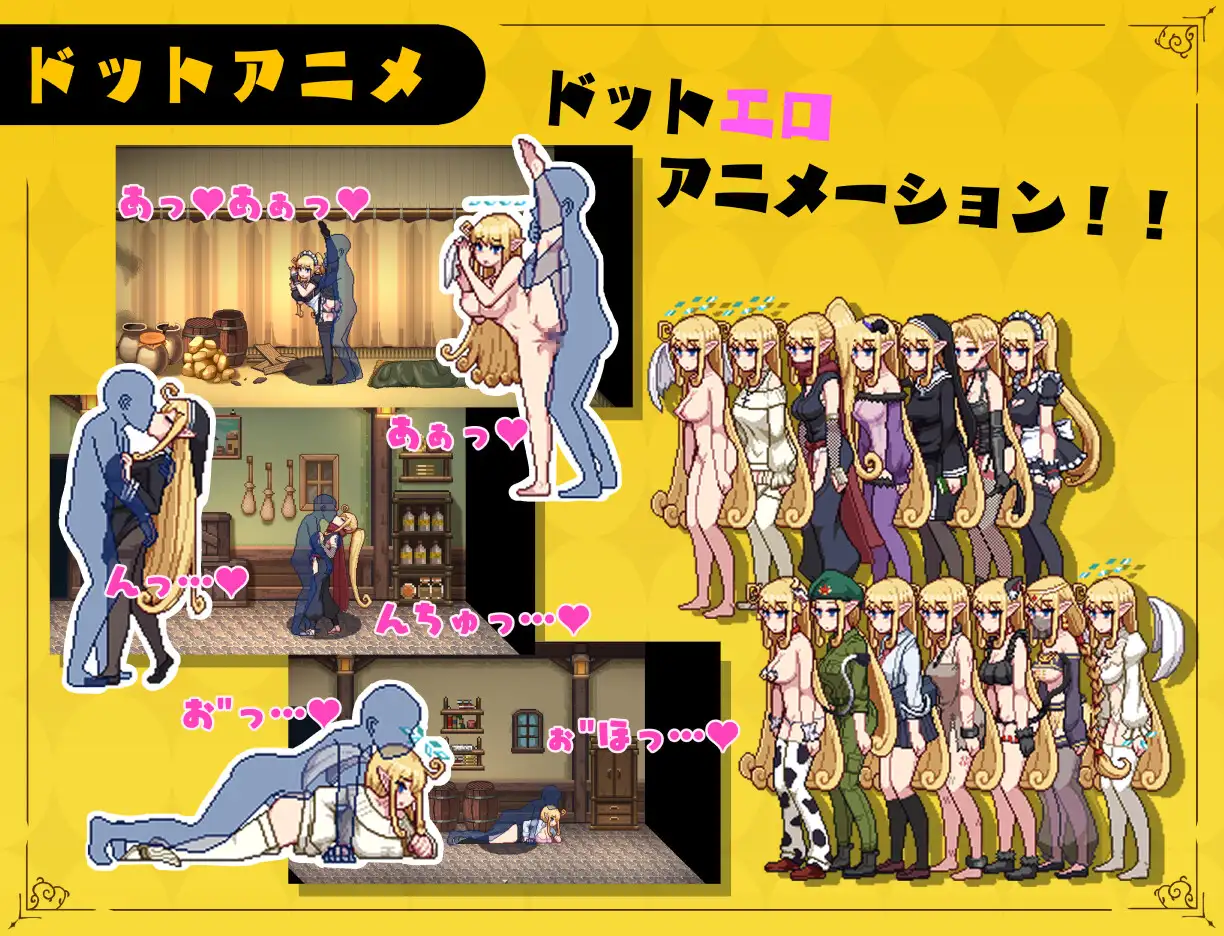 ドットアニメ
ドットエロ
アニメーション！！
あっ♥あぁっ♥
あぁっ♥
んっ…♥
んちゅっ…♥
お"っ…♥
ぉ"ほっ…♥